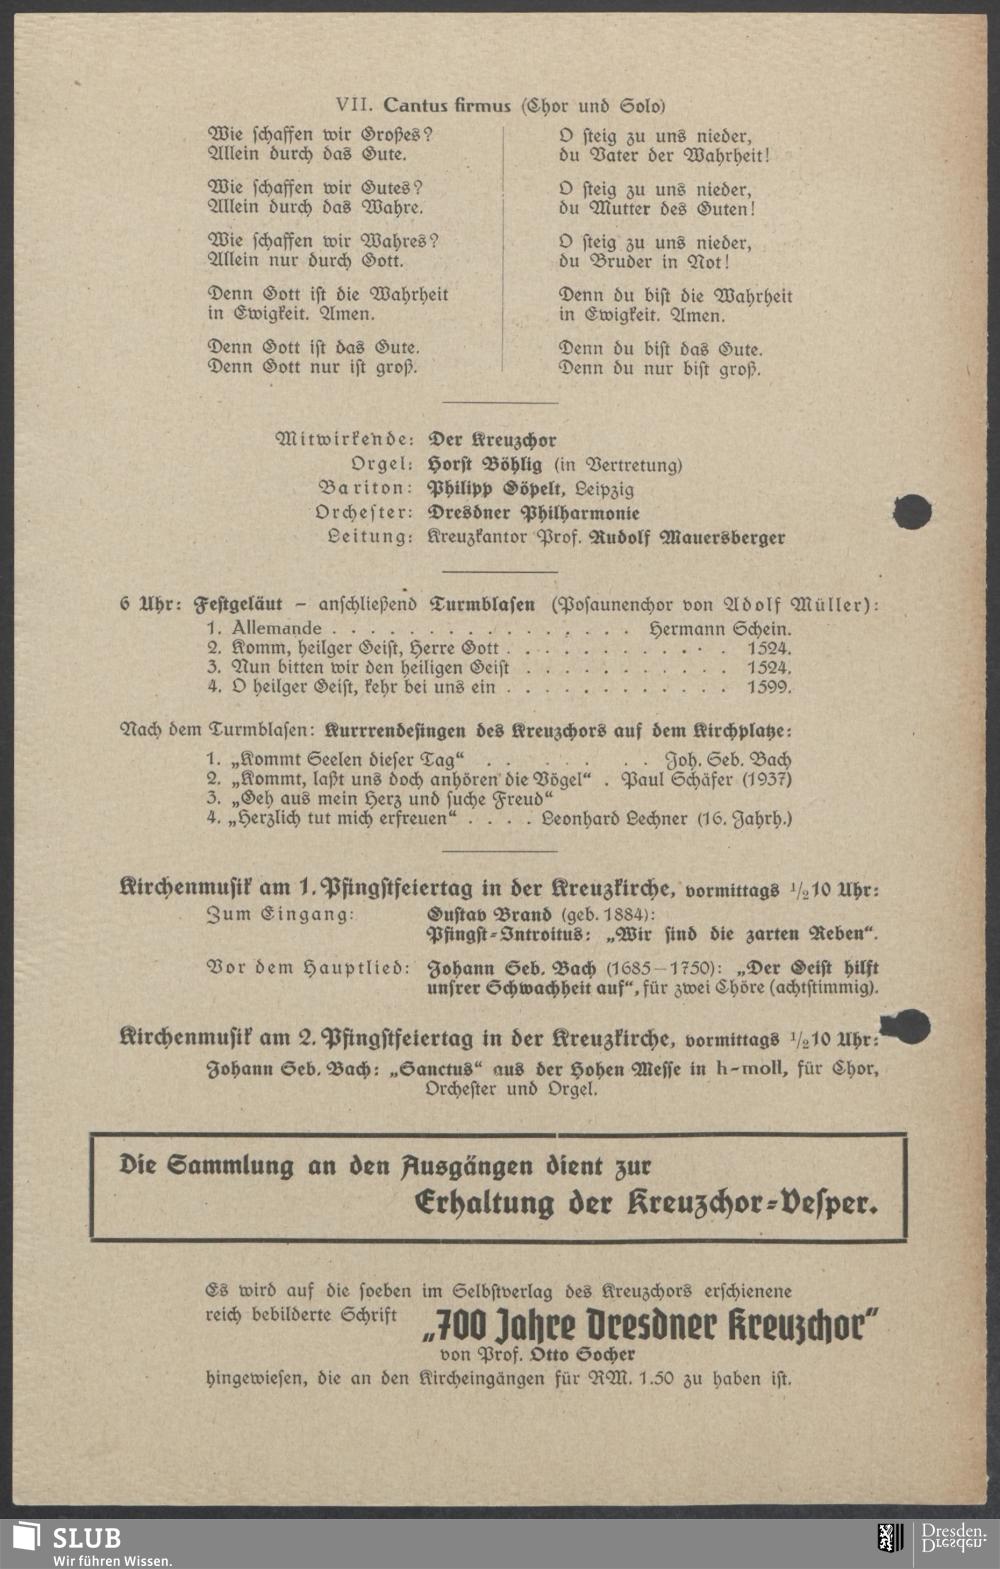 VII. Cantus firmus (Chor und Solo)
Wie schaffen wir Großes?
Allein durch das Gute.
Wie schaffen wir Gutes?
Allein durch das Wahre.
Wie schaffen wir Wahres?
Allein nur durch Gott.
Denn Gott ist die Wahrheit
in Ewigkeit. Amen.
Denn Gott ist das Gute.
Denn Gott nur ist groß.
O steig zu uns nieder,
du Vater der Wahrheit!
O steig zu uns nieder,
du Mutter des Guten!
O steig zu uns nieder,
du Bruder in Not!
Denn du bist die Wahrheit
in Ewigkeit. Amen.
Denn du bist das Gute.
Denn du nur bist groß.
Mitwirkende: Der Kreuzchor
Orgel: Horst Böhlig (in Vertretung)
Bariton: Philipp Göpelt, Leipzig
Orchester: Dresdner Philharmonie
Leitung: Kreuzkantor Prof. Rudolf Mauersberger
6 Uhr: Festgeläut – anschließend Turmblasen (Posaunenchor von Adolf Müller):
1. Allemande . . . . . . . . . . . . . . . . Hermann Schein.
2. Komm, heilger Geist, Herre Gott . . . . . . . . . . . . 1524.
3. Nun bitten wir den heiligen Geist . . . . . . . . . . . 1524.
4. O heilger Geist, kehr bei uns ein . . . . . . . . . . . . 1599.
Nach dem Turmblasen: Kurrrendesingen des Kreuzchors auf dem Kirchplatze:
1. „Kommt Seelen dieser Tag“ . . . . . . . . Joh. Seb. Bach
2. „Kommt, laßt uns doch anhören die Vögel“ . Paul Schäfer (1937)
3. „Geh aus mein Herz und suche Freud“
4. „Herzlich tut mich erfreuen“ . . . . Leonhard Lechner (16. Jahrh.)
Kirchenmusik am 1. Pfingstfeiertag in der Kreuzkirche, vormittags ½10 Uhr:
Zum Eingang: Gustav Brand (geb. 1884):
Pfingst-Introitus: „Wir sind die zarten Reben“.
Vor dem Hauptlied: Johann Seb. Bach (1685–1750): „Der Geist hilft
unsrer Schwachheit auf“, für zwei Chöre (achtstimmig).
Kirchenmusik am 2. Pfingstfeiertag in der Kreuzkirche, vormittags ½10 Uhr:
Johann Seb. Bach: „Sanctus“ aus der Hohen Messe in h-moll, für Chor,
Orchester und Orgel.
Die Sammlung an den Ausgängen dient zur
Erhaltung der Kreuzchor-Vesper.
Es wird auf die soeben im Selbstverlag des Kreuzchors erschienene
reich bebilderte Schrift „700 Jahre Dresdner Kreuzchor“
von Prof. Otto Socher
hingewiesen, die an den Kircheingängen für RM. 1.50 zu haben ist.
SLUB
Wir führen Wissen.
Dresden.
Dresden.